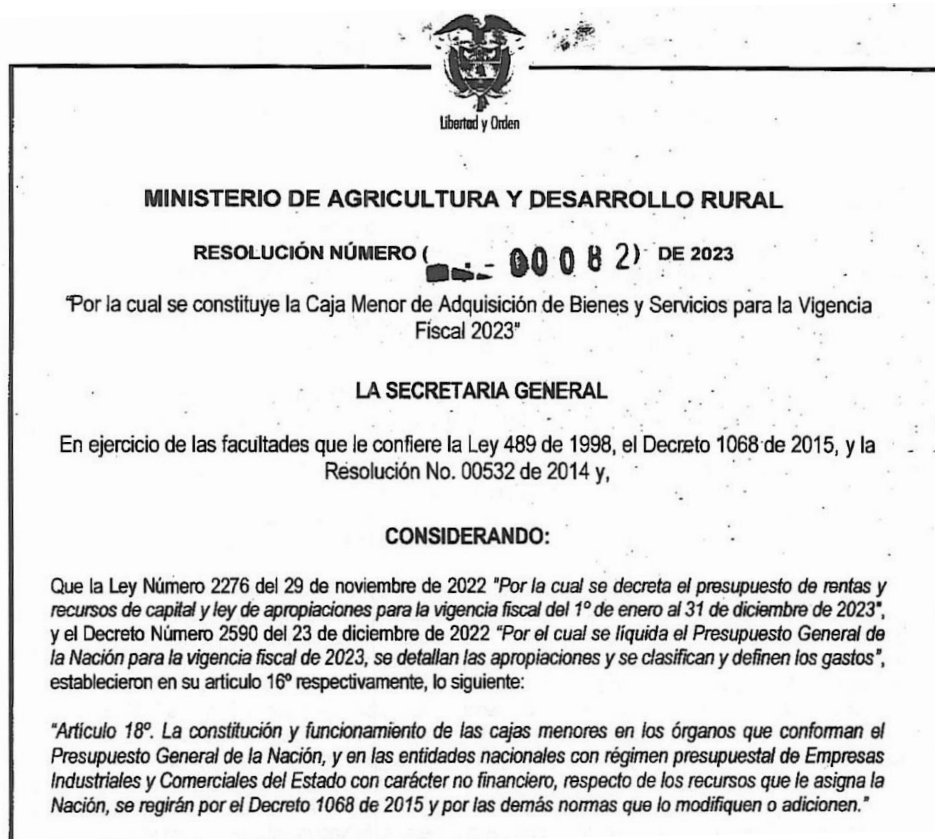 Libertad y Orden
MINISTERIO DE AGRICULTURA Y DESARROLLO RURAL
RESOLUCIÓN NÚMERO ( 00082) DE 2023
"Por la cual se constituye la Caja Menor de Adquisición de Bienes y Servicios para la Vigencia
Fiscal 2023"
LA SECRETARIA GENERAL
En ejercicio de las facultades que le confiere la Ley 489 de 1998, el Decreto 1068 de 2015, y la
Resolución No. 00532 de 2014 y,
CONSIDERANDO:
Que la Ley Número 2276 del 29 de noviembre de 2022 "Por la cual se decreta el presupuesto de rentas y
recursos de capital y ley de apropiaciones para la vigencia fiscal del 1º de enero al 31 de diciembre de 2023",
y el Decreto Número 2590 del 23 de diciembre de 2022 "Por el cual se liquida el Presupuesto General de
la Nación para la vigencia fiscal de 2023, se detallan las apropiaciones y se clasifican y definen los gastos",
establecieron en su articulo 16º respectivamente, lo siguiente:
"Artículo 18º. La constitución y funcionamiento de las cajas menores en los órganos que conforman el
Presupuesto General de la Nación, y en las entidades nacionales con régimen presupuestal de Empresas
Industriales y Comerciales del Estado con carácter no financiero, respecto de los recursos que le asigna la
Nación, se regirán por el Decreto 1068 de 2015 y por las demás normas que lo modifiquen o adicionen."